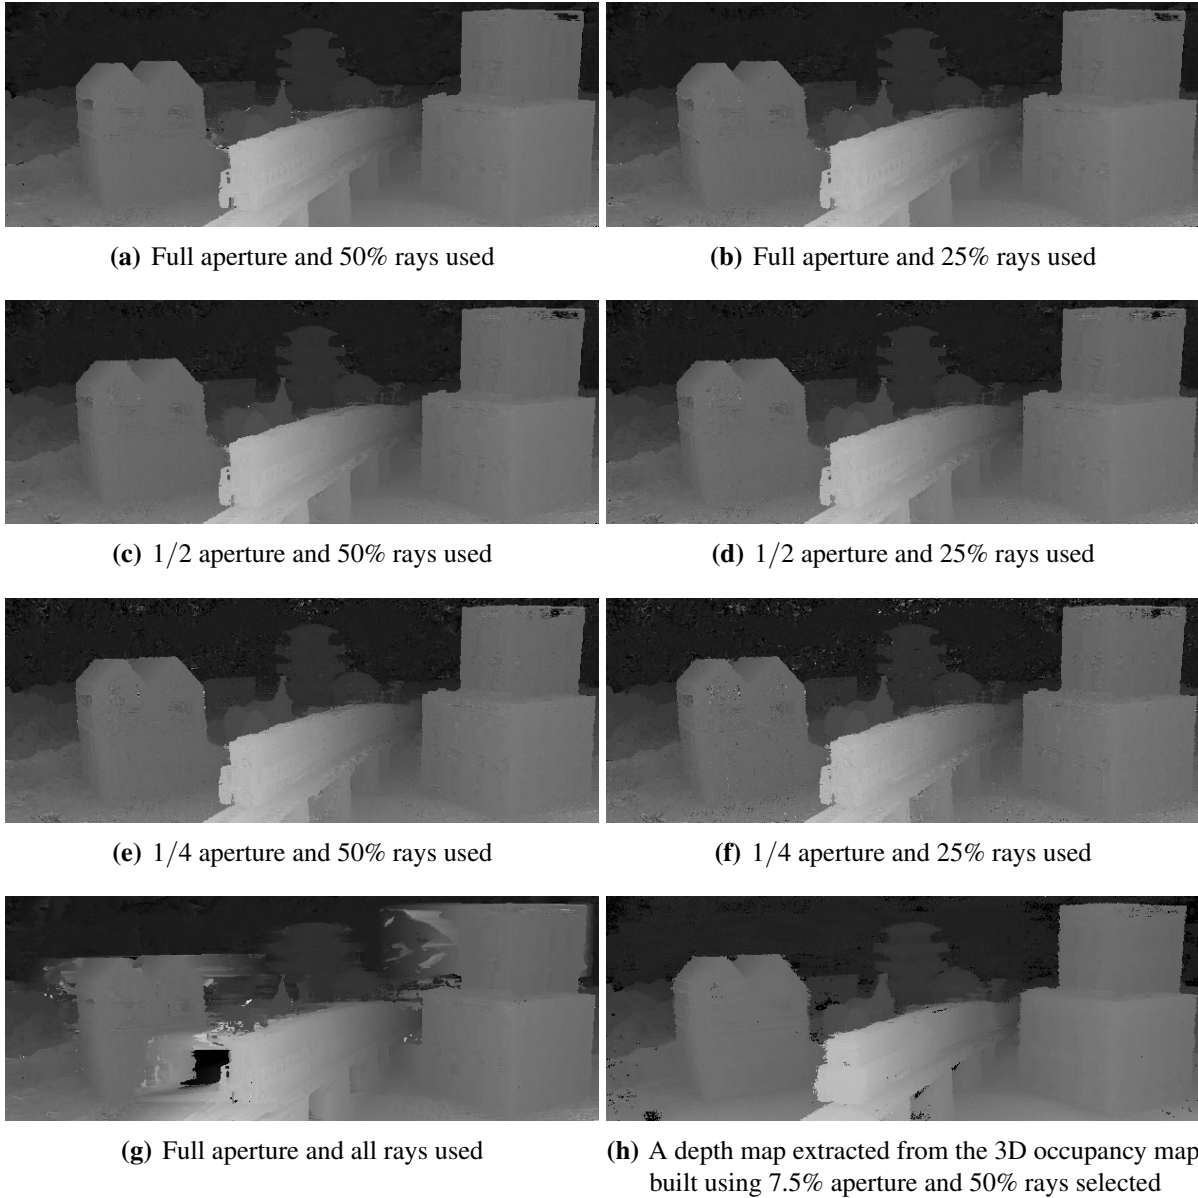 (a) Full aperture and 50% rays used
(b) Full aperture and 25% rays used
(c) 1/2 aperture and 50% rays used
(d) 1/2 aperture and 25% rays used
(e) 1/4 aperture and 50% rays used
(f) 1/4 aperture and 25% rays used
(g) Full aperture and all rays used
(h) A depth map extracted from the 3D occupancy map
built using 7.5% aperture and 50% rays selected